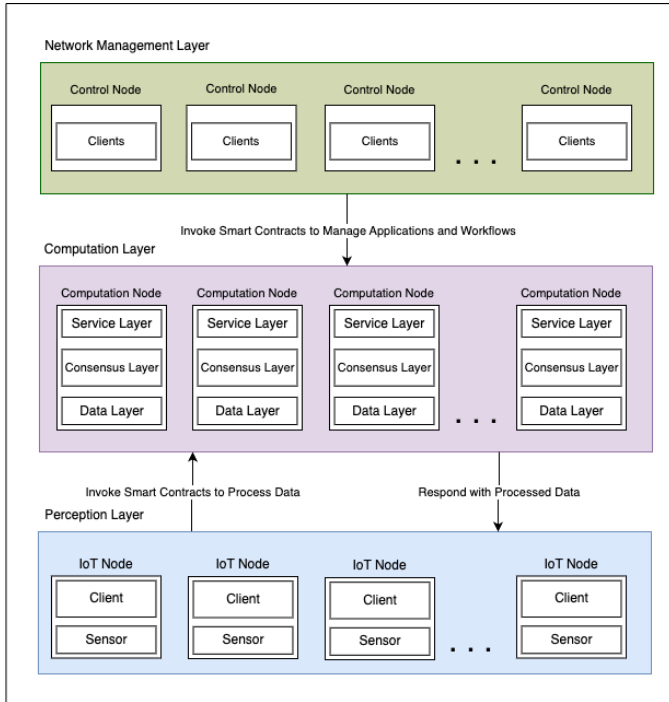 Network Management Layer
Control Node Control Node Control Node Control Node
Clients Clients Clients Clients
. . .
Invoke Smart Contracts to Manage Applications and Workflows
Computation Layer
Computation Node Computation Node Computation Node Computation Node
Service Layer Service Layer Service Layer Service Layer
Consensus Layer Consensus Layer Consensus Layer Consensus Layer
Data Layer Data Layer Data Layer Data Layer
. . .
Invoke Smart Contracts to Process Data Respond with Processed Data
Perception Layer
IoT Node IoT Node IoT Node IoT Node
Client Client Client Client
Sensor Sensor Sensor Sensor
. . .